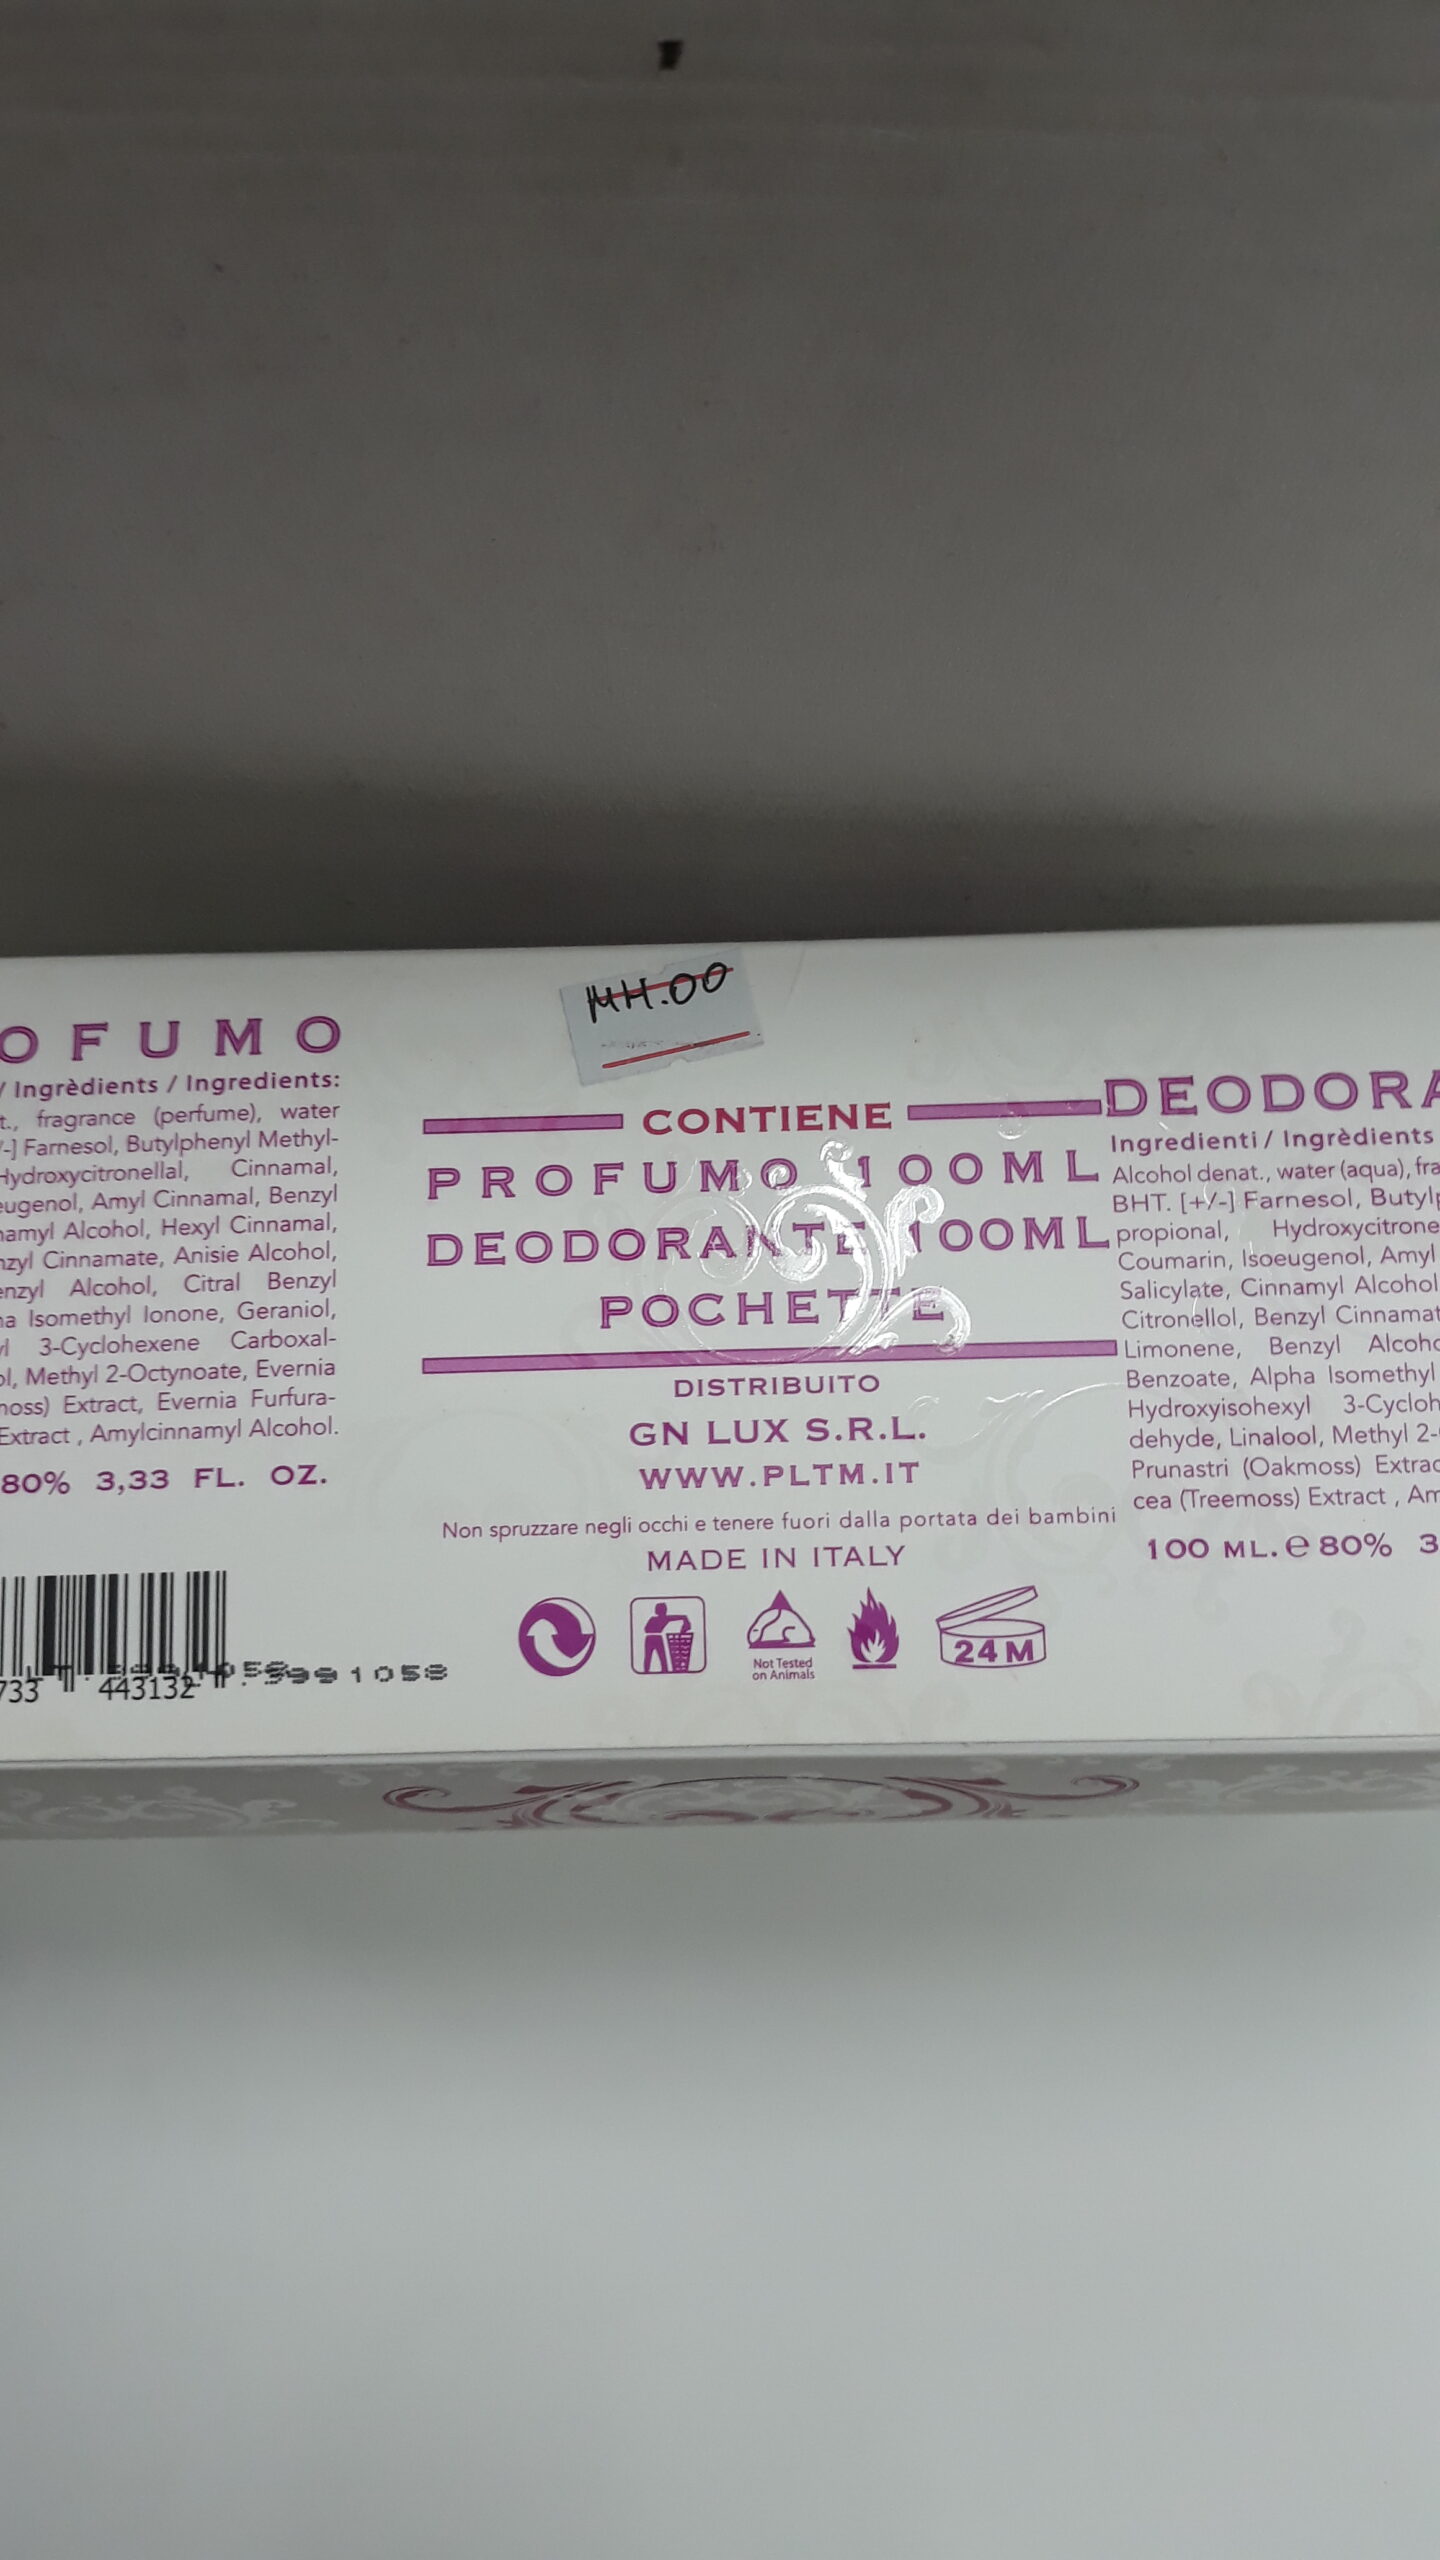 MH.00
OFUMO
/ Ingrèdients / Ingredients:
t., fragrance (perfume), water
/-] Farnesol, Butylphenyl Methyl-
Hydroxycitronellal, Cinnamal,
eugenol, Amyl Cinnamal, Benzyl
namyl Alcohol, Hexyl Cinnamal,
nzyl Cinnamate, Anisie Alcohol,
enzyl Alcohol, Citral Benzyl
na Isomethyl Ionone, Geraniol,
yl 3-Cyclohexene Carboxal-
ol, Methyl 2-Octynoate, Evernia
moss) Extract, Evernia Furfura-
Extract , Amylcinnamyl Alcohol.
80% 3,33 FL. OZ.
733 443132
991058
CONTIENE
PROFUMO 100ML
DEODORANTE 100ML
POCHETTE
DISTRIBUITO
GN LUX S.R.L.
WWW.PLTM.IT
Non spruzzare negli occhi e tenere fuori dalla portata dei bambini
MADE IN ITALY
Not Tested
on Animals
24 M
DEODORA
Ingredienti / Ingrèdients
Alcohol denat., water (aqua), fra
BHT. [+/-] Farnesol, Butylp
propional, Hydroxycitrone
Coumarin, Isoeugenol, Amyl
Salicylate, Cinnamyl Alcohol
Citronellol, Benzyl Cinnamat
Limonene, Benzyl Alcoho
Benzoate, Alpha Isomethyl
Hydroxyisohexyl 3-Cycloh
dehyde, Linalool, Methyl 2-
Prunastri (Oakmoss) Extrac
cea (Treemoss) Extract , Am
100 ML. e 80% 3